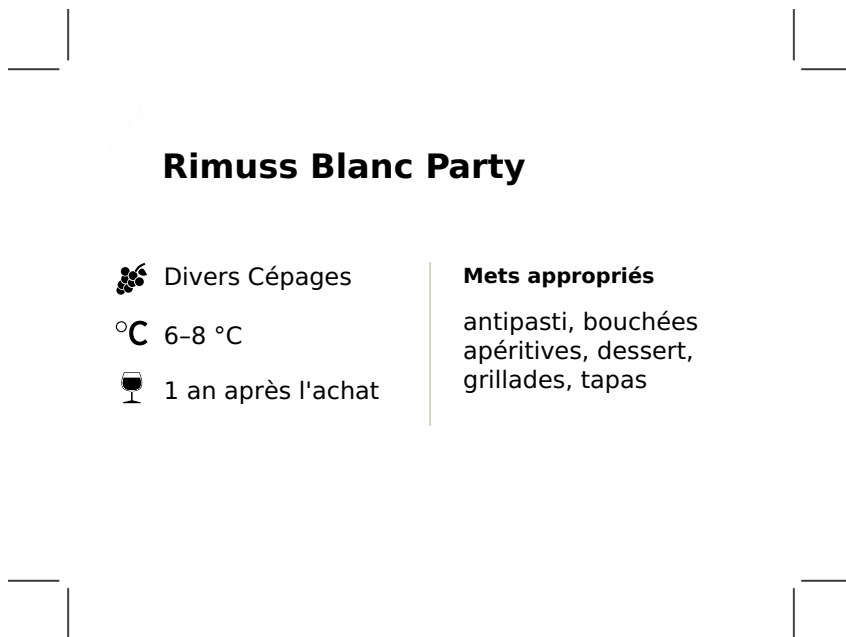 Rimuss Blanc Party
Divers Cépages
°C 6–8 °C
1 an après l'achat
Mets appropriés
antipasti, bouchées
apéritives, dessert,
grillades, tapas